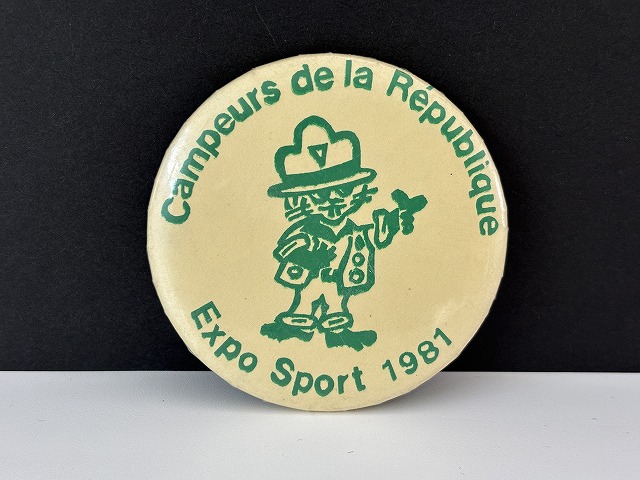 Campeurs de la République
Expo Sport 1981